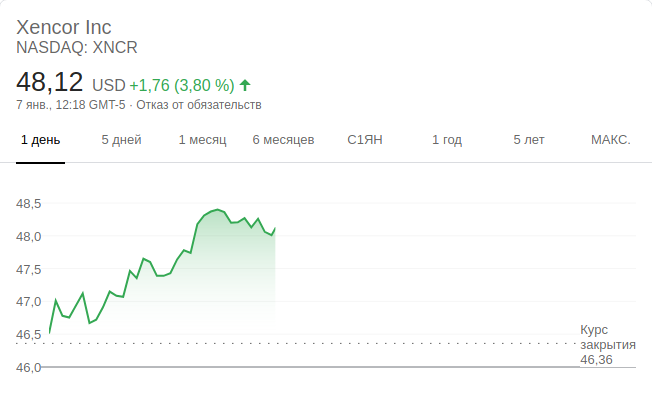 Xencor Inc
NASDAQ: XNCR
48,12 USD +1,76 (3,80 %)
7 янв., 12:18 GMT-5 · Отказ от обязательств
1 день 5 дней 1 месяц 6 месяцев С1ЯН 1 год 5 лет МАКС.
48,5
48,0
47,5
47,0
46,5
46,0
Курс
закрытия
46,36